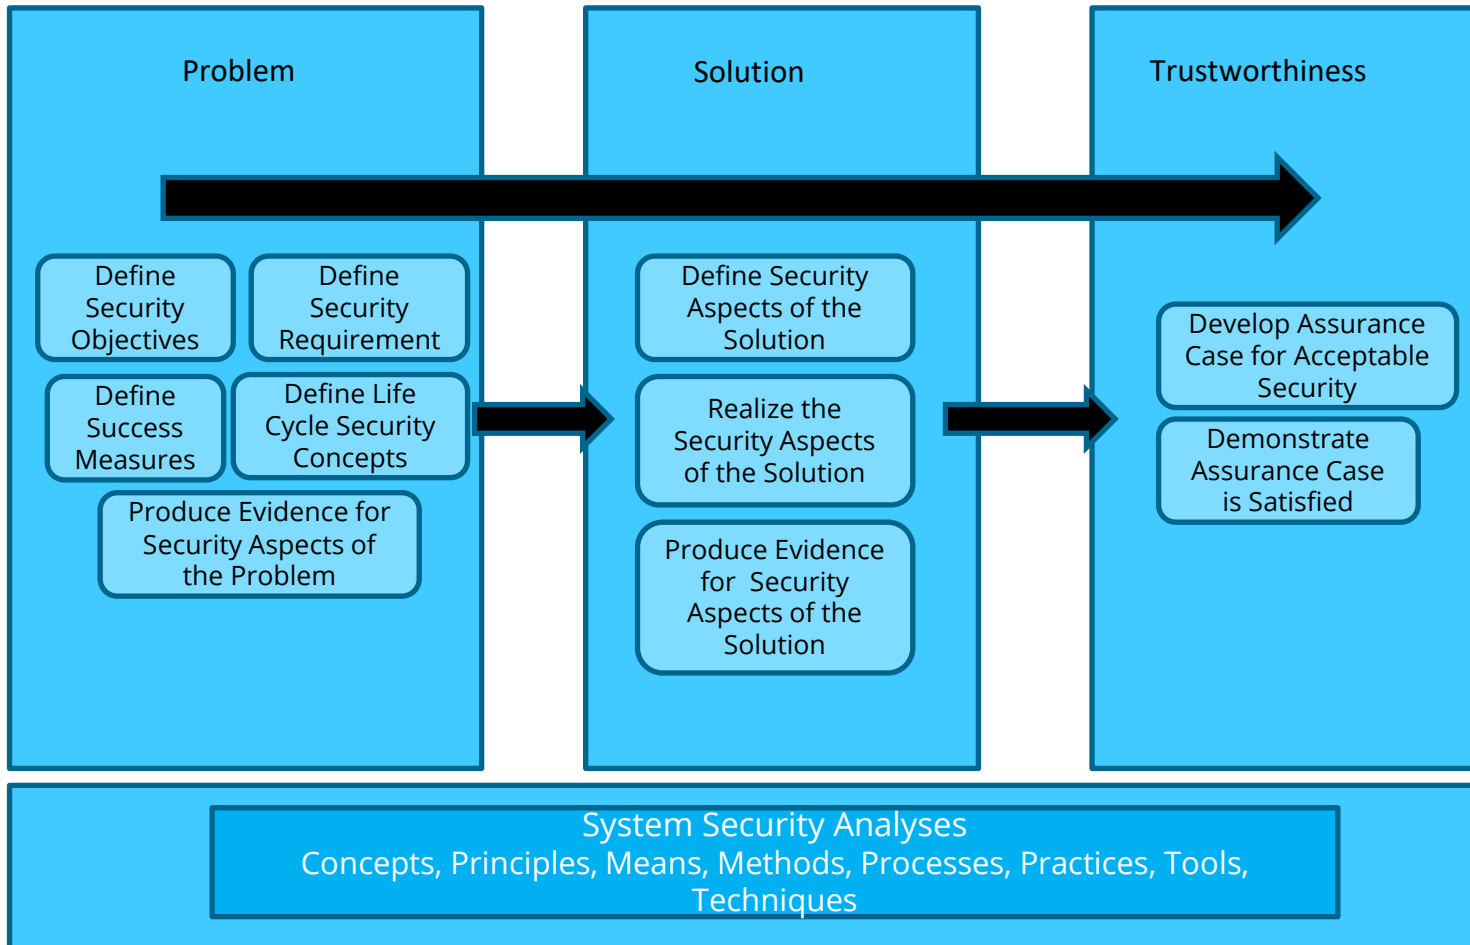 Problem
Define
Security
Objectives
Define
Security
Requirement
Define
Success
Measures
Define Life
Cycle Security
Concepts
Produce Evidence for
Security Aspects of
the Problem
Solution
Define Security
Aspects of the
Solution
Realize the
Security Aspects
of the Solution
Produce Evidence
for  Security
Aspects of the
Solution
Trustworthiness
Develop Assurance
Case for Acceptable
Security
Demonstrate
Assurance Case
is Satisfied
System Security Analyses
Concepts, Principles, Means, Methods, Processes, Practices, Tools,
Techniques